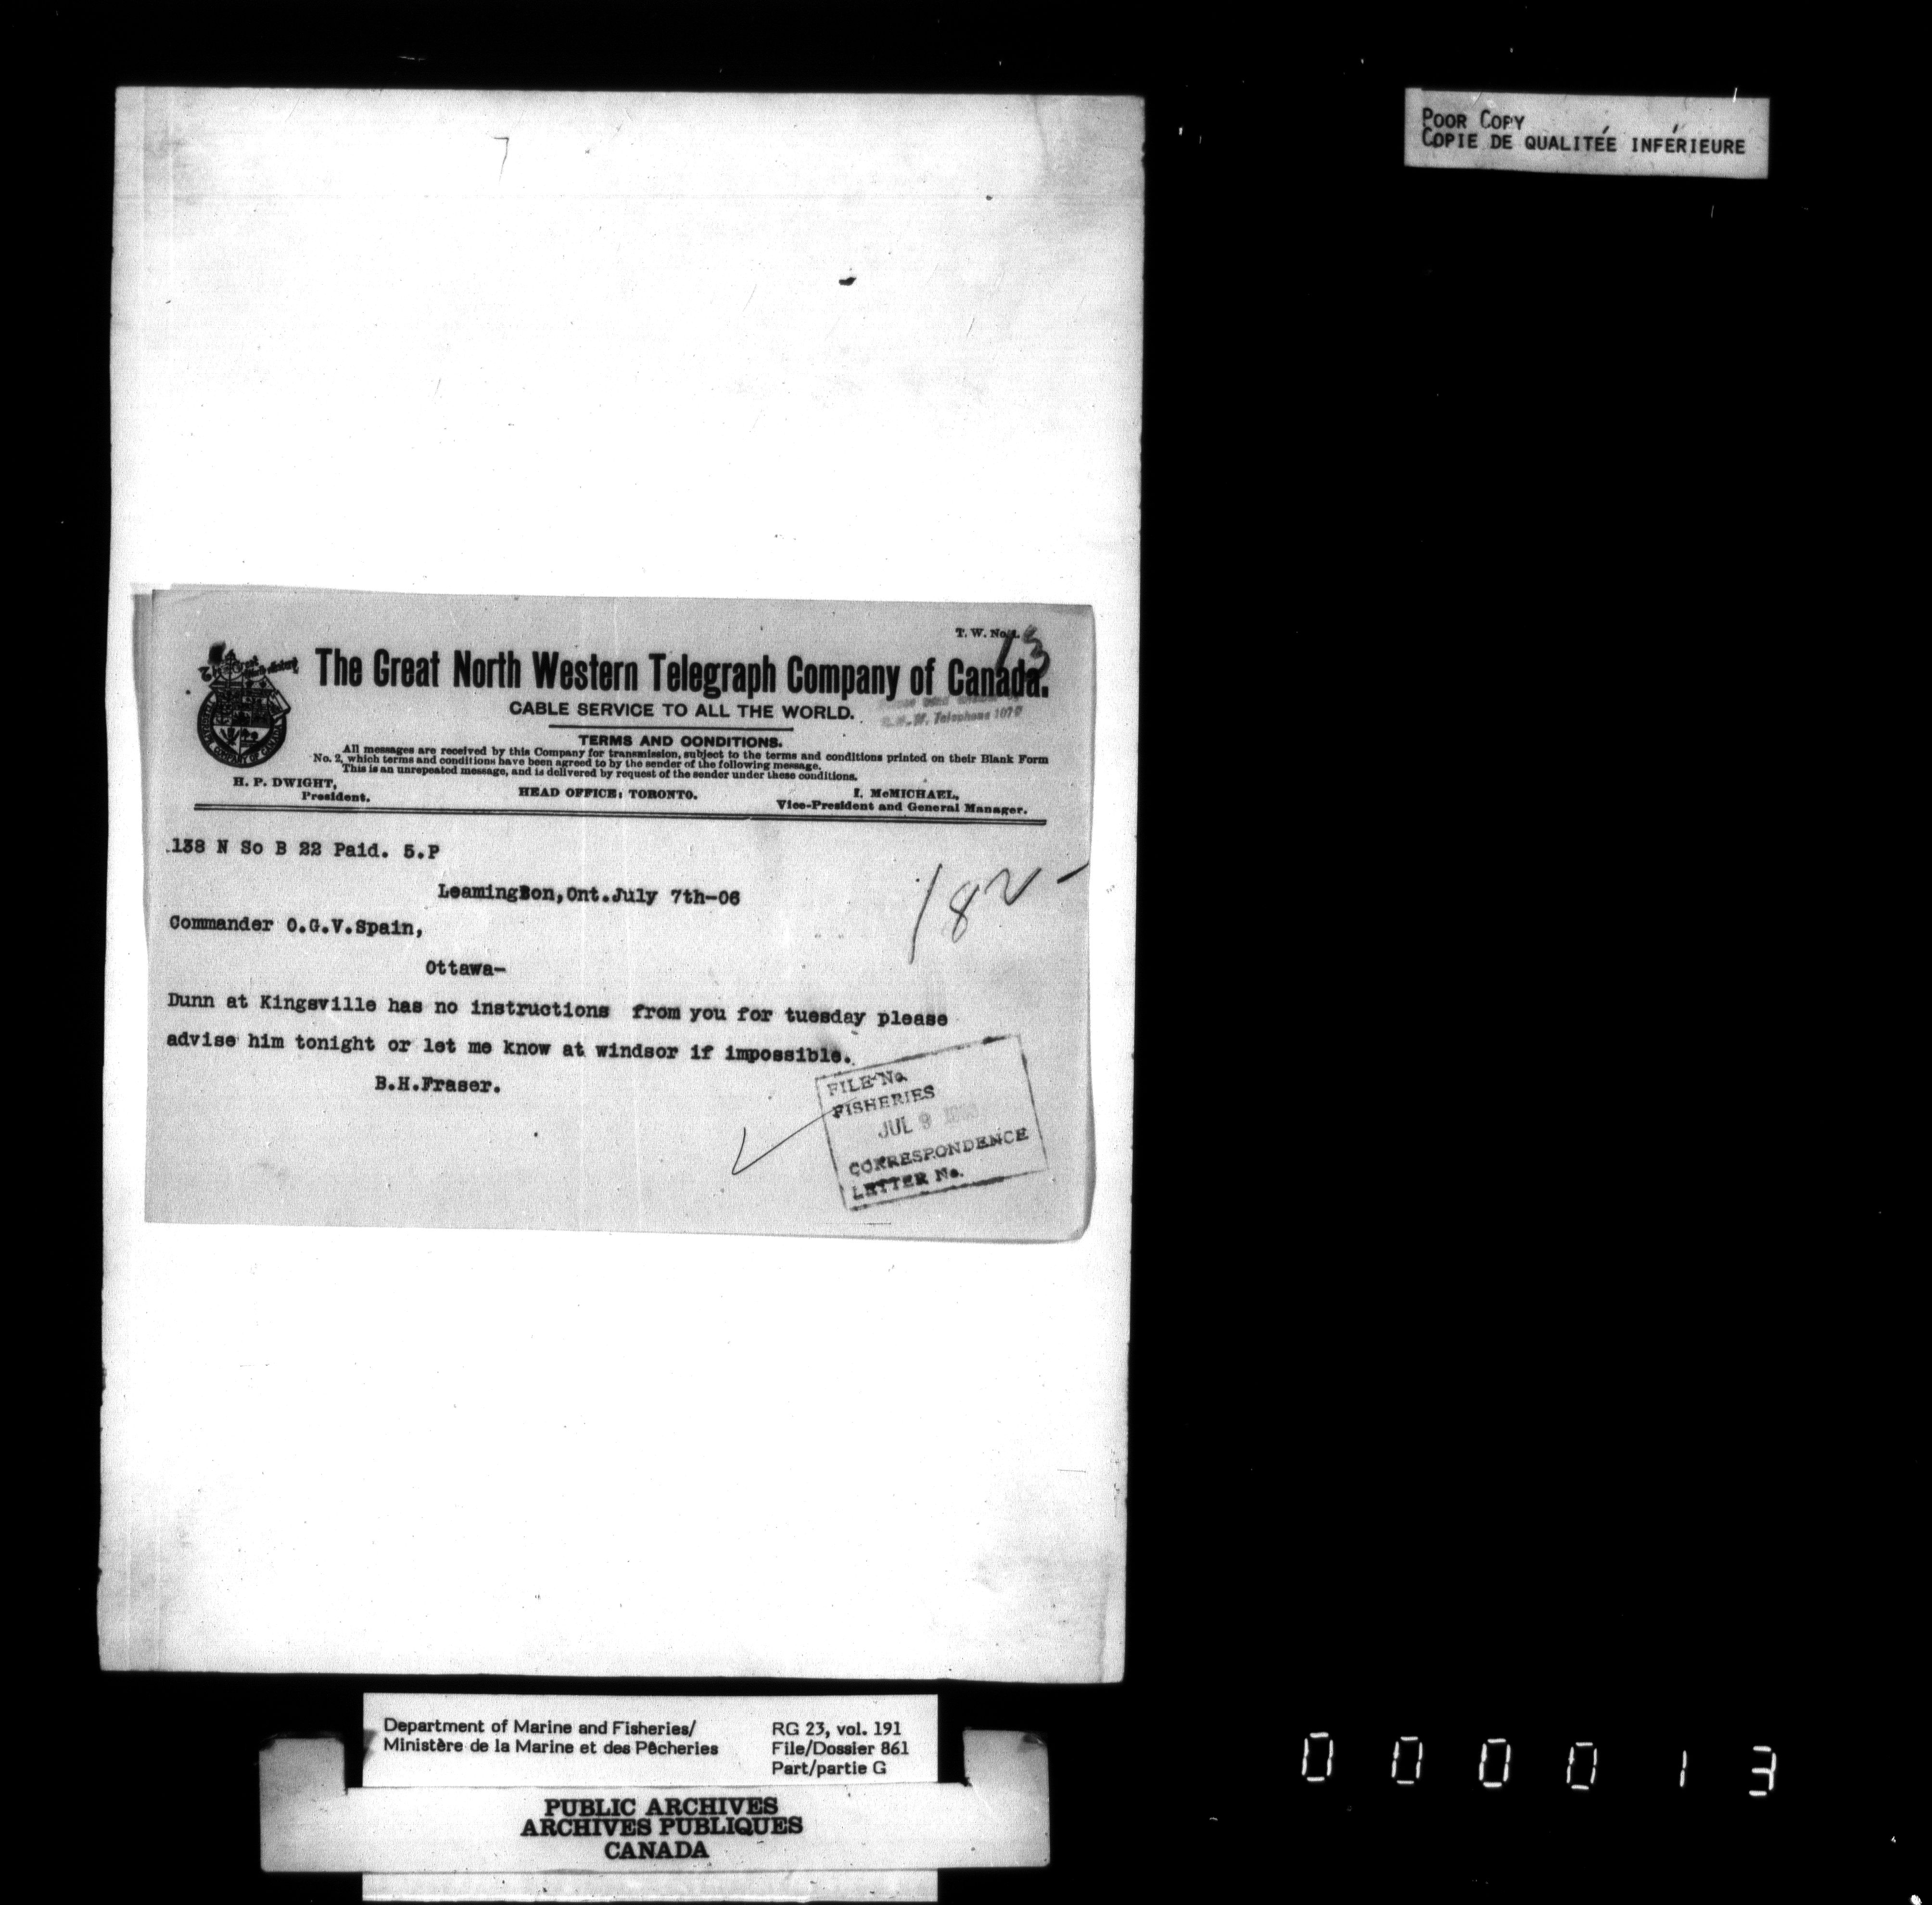 POOR COPY
COPIE DE QUALITÉE INFÉRIEURE
T. W. No. 1.
13
The Great North Western Telegraph Company of Canada.
CABLE SERVICE TO ALL THE WORLD.
Telephone 1070
TERMS AND CONDITIONS.
All messages are received by this Company for transmission, subject to the terms and conditions printed on their Blank Form
No. 2, which terms and conditions have been agreed to by the sender of the following message.
This is an unrepeated message, and is delivered by request of the sender under these conditions.
H. P. DWIGHT,
President.
HEAD OFFICE: TORONTO.
I. McMICHAEL,
Vice-President and General Manager.
138 N So B 22 Paid. 5.P
Leamington,Ont.July 7th-06
182-
Commander O.G.V.Spain,
Ottawa-
Dunn at Kingsville has no instructions from you for tuesday please
advise him tonight or let me know at windsor if impossible.
B.H.Fraser.
FILE No
FISHERIES
JUL 9
CORRESPONDENCE
LETTER No.
Department of Marine and Fisheries/
Ministère de la Marine et des Pêcheries
RG 23, vol. 191
File/Dossier 861
Part/partie G
PUBLIC ARCHIVES
ARCHIVES PUBLIQUES
CANADA
000013